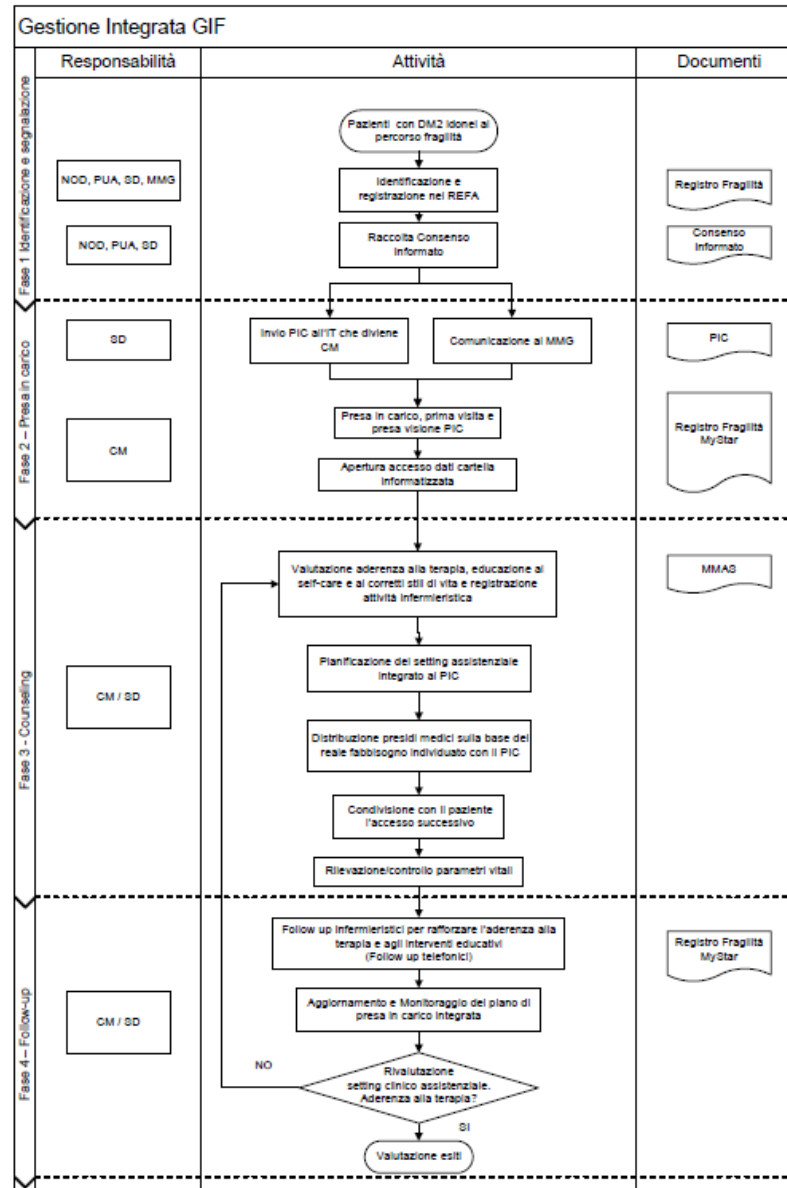 Gestione Integrata GIF
Responsabilità
Attività
Documenti
Fase 1 Identificazione e segnalazione
Pazienti con DM2 idonei al
percorso fragilità
NOD, PUA, SD, MMG
Identificazione e
registrazione nel REFA
Registro Fragilità
NOD, PUA, SD
Raccolta Consenso
Informato
Consenso
Informato
Fase 2 – Presa in carico
SD
Invio PIC all'IT che diviene
CM
Comunicazione al MMG
PIC
CM
Presa in carico, prima visita e
presa visione PIC
Registro Fragilità
MyStar
Apertura accesso dati cartella
informatizzata
Fase 3 - Counseling
Valutazione aderenza alla terapia, educazione al
self-care e ai corretti stili di vita e registrazione
attività infermieristica
MMAS
CM / SD
Planificazione del setting assistenziale
integrato al PIC
Distribuzione presidi medici sulla base del
reale fabbisogno individuato con il PIC
Condivisione con il paziente
l'accesso successivo
Rilevazione/controllo parametri vitali
Fase 4 – Follow-up
Follow up infermieristici per rafforzare l'aderenza alla
terapia e agli interventi educativi
(Follow up telefonici)
Registro Fragilità
MyStar
CM / SD
Aggiornamento e Monitoraggio del piano di
presa in carico integrata
NO
Rivalutazione
setting clinico assistenziale.
Aderenza alla terapia?
SI
Valutazione esiti